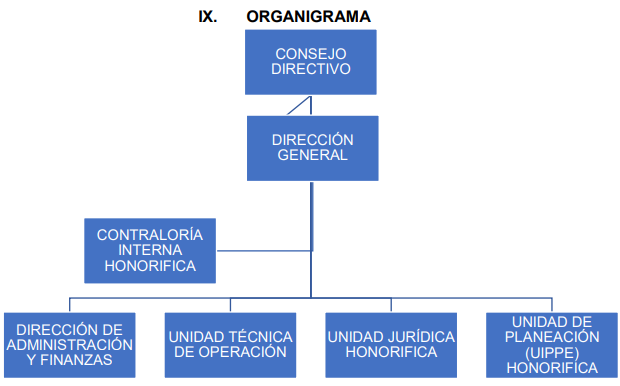 IX. ORGANIGRAMA
CONSEJO
DIRECTIVO
DIRECCIÓN
GENERAL
CONTRALORÍA
INTERNA
HONORIFICA
DIRECCIÓN DE
ADMINISTRACIÓN
Y FINANZAS
UNIDAD TÉCNICA
DE OPERACIÓN
UNIDAD JURÍDICA
HONORIFICA
UNIDAD DE
PLANEACIÓN
(UIPPE)
HONORIFICA